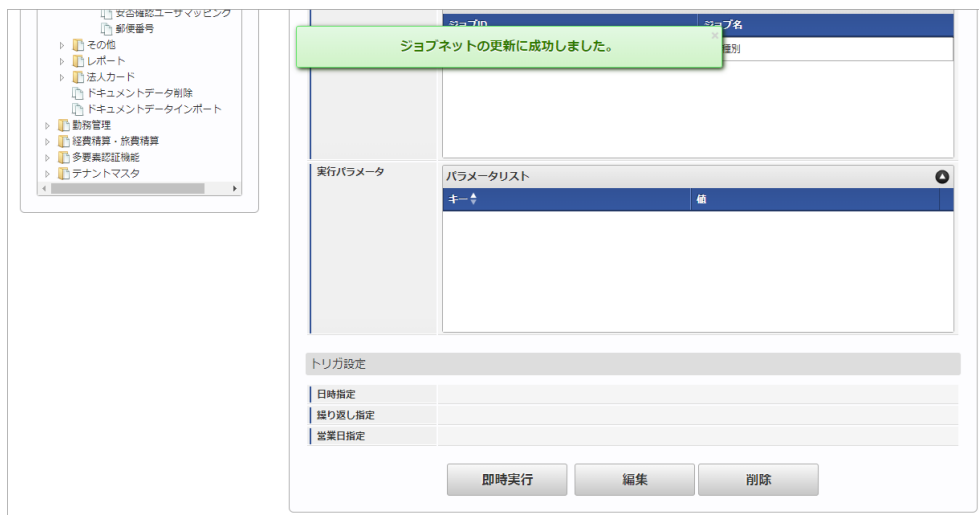 安否確認ユーザマッピング
郵便番号
その他
レポート
法人カード
ドキュメントデータ削除
ドキュメントデータインポート
勤務管理
経費精算・旅費精算
多要素認証機能
テナントマスタ
ジョブID
ジョブ名
ジョブネットの更新に成功しました。
×
種別
実行パラメータ
パラメータリスト
キー
値
トリガ設定
日時指定
繰り返し指定
営業日指定
即時実行 編集 削除